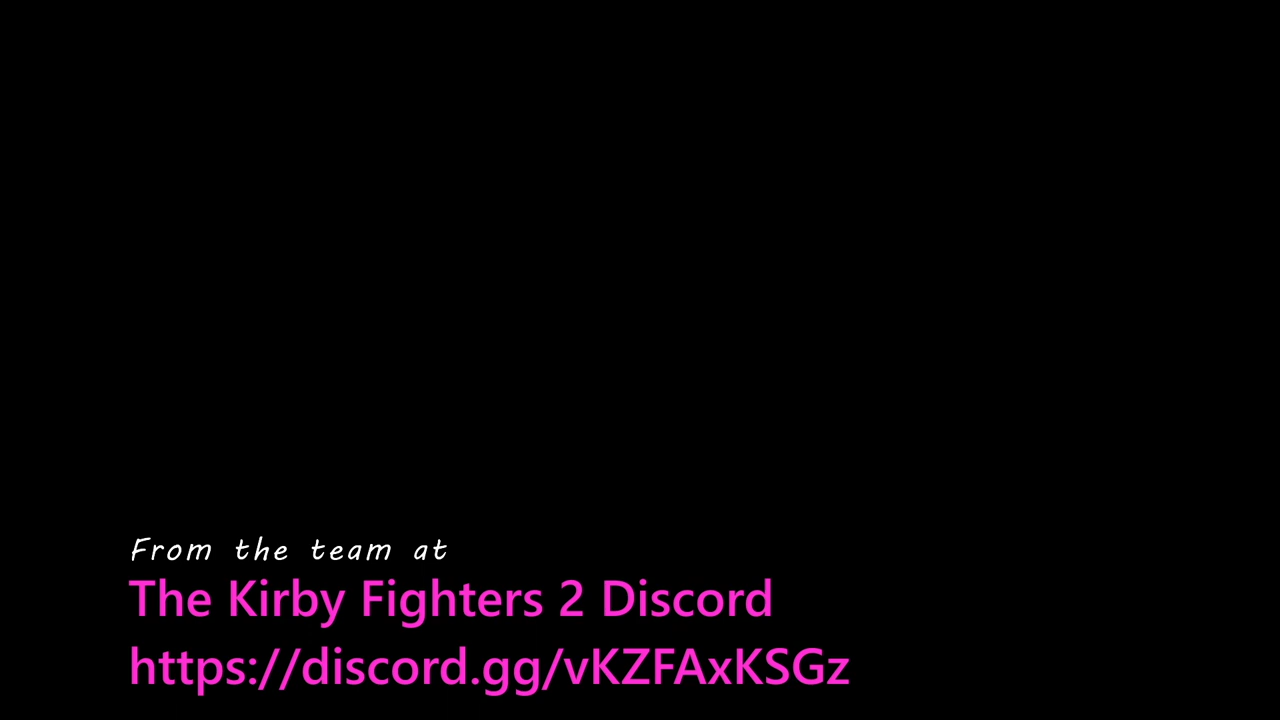 From the team at
The Kirby Fighters 2 Discord
https://discord.gg/vKZFAxKSGz